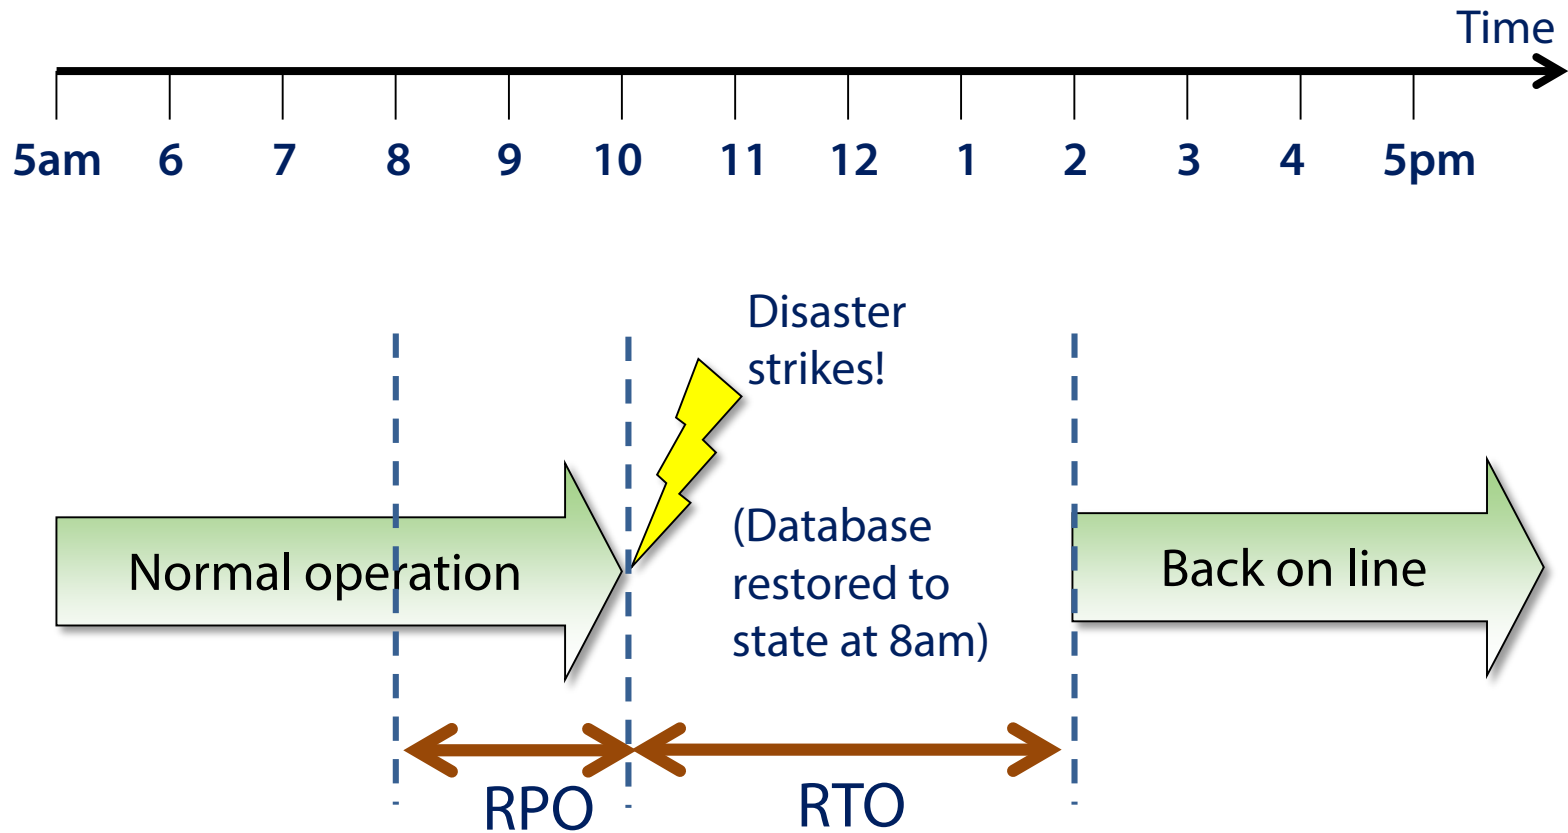 Time
5am 6 7 8 9 10 11 12 1 2 3 4 5pm
Disaster
strikes!
Normal operation
(Database
restored to
state at 8am)
Back on line
RPO
RTO